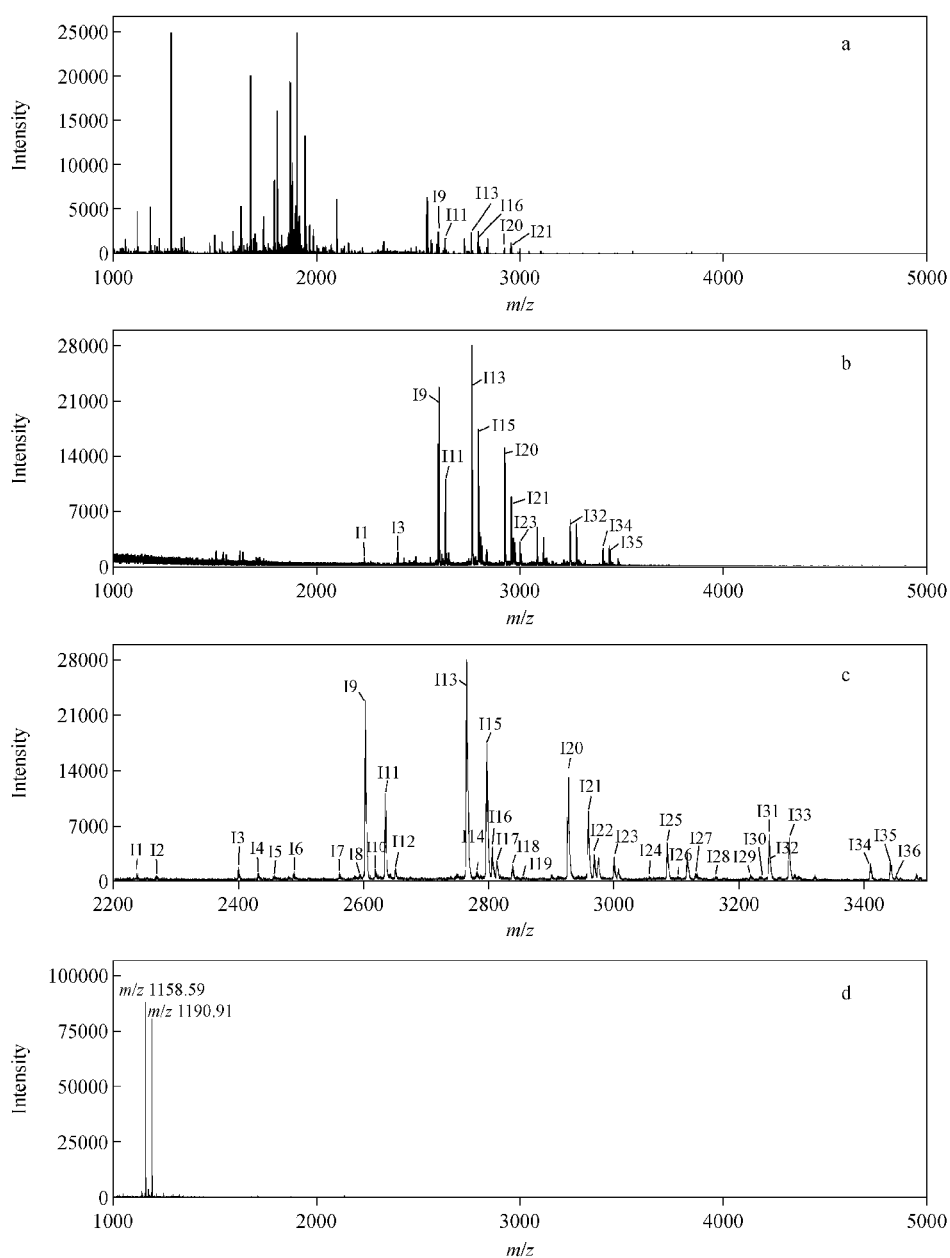 a
25000
20000
15000
10000
5000
0
Intensity
I9
I11
I13
I16
I20
I21
1000
2000
3000
4000
5000
m/z
b
28000
21000
14000
7000
0
Intensity
I1
I3
I9
I11
I13
I15
I20
I21
I23
I32
I34
I35
1000
2000
3000
4000
5000
m/z
c
28000
21000
14000
7000
0
Intensity
I1
I2
I3
I4
I5
I6
I7
I8
I9
I10
I11
I12
I13
I14
I15
I16
I17
I18
I19
I20
I21
I22
I23
I24
I25
I26
I27
I28
I29
I30
I31
I32
I33
I34
I35
I36
2200
2400
2600
2800
3000
3200
3400
m/z
d
100000
75000
50000
25000
0
Intensity
m/z 1158.59
m/z 1190.91
1000
2000
3000
4000
5000
m/z